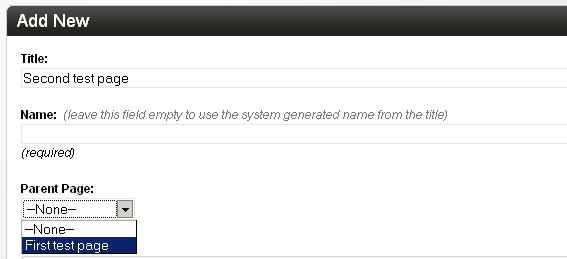 Add New
Title:
Second test page
Name: (leave this field empty to use the system generated name from the title)
(required)
Parent Page:
--None--
--None--
First test page